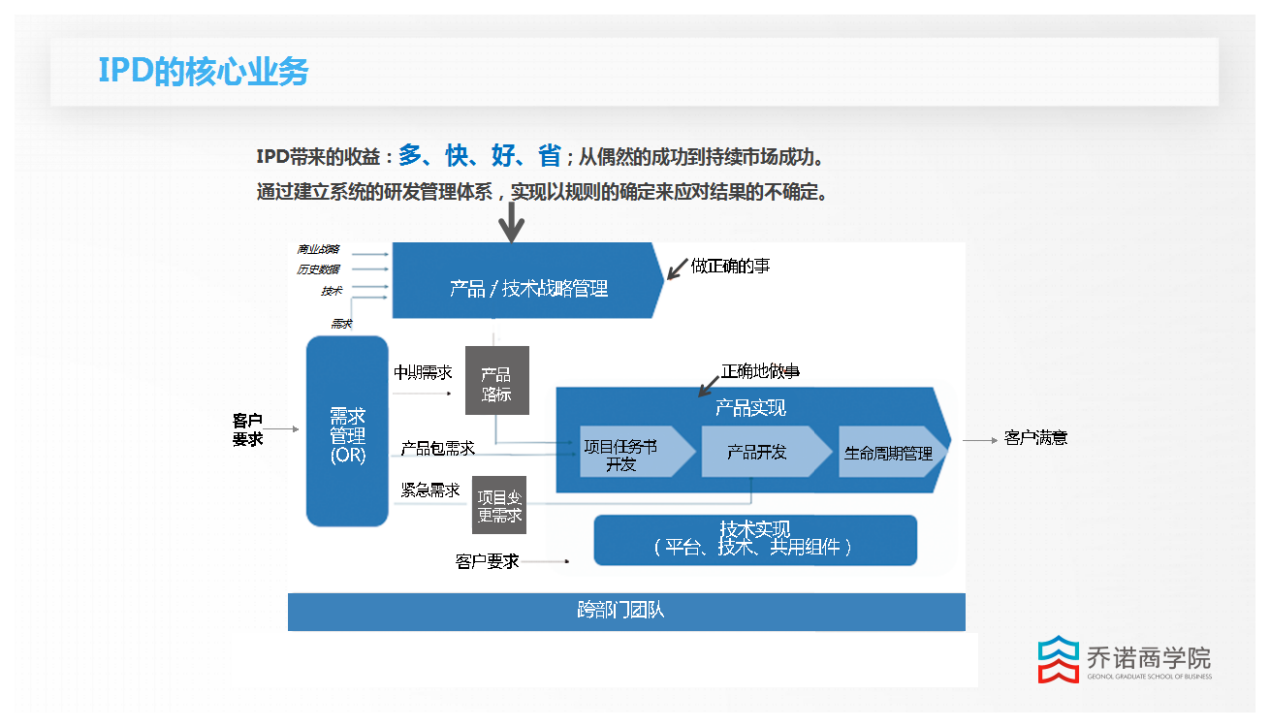 IPD的核心业务
IPD带来的收益：多、快、好、省；从偶然的成功到持续市场成功。
通过建立系统的研发管理体系，实现以规则的确定来应对结果的不确定。
商业战略
历史数据
技术
需求
产品 / 技术战略管理
做正确的事
客户
要求
需求
管理
(OR)
中期需求
产品
路标
产品包需求
紧急需求
项目变
更需求
客户要求
正确地做事
产品实现
项目任务书
开发
产品开发
生命周期管理
客户满意
技术实现
（平台、技术、共用组件）
跨部门团队
乔诺商学院
GEONOL GRADUATE SCHOOL OF BUSINESS